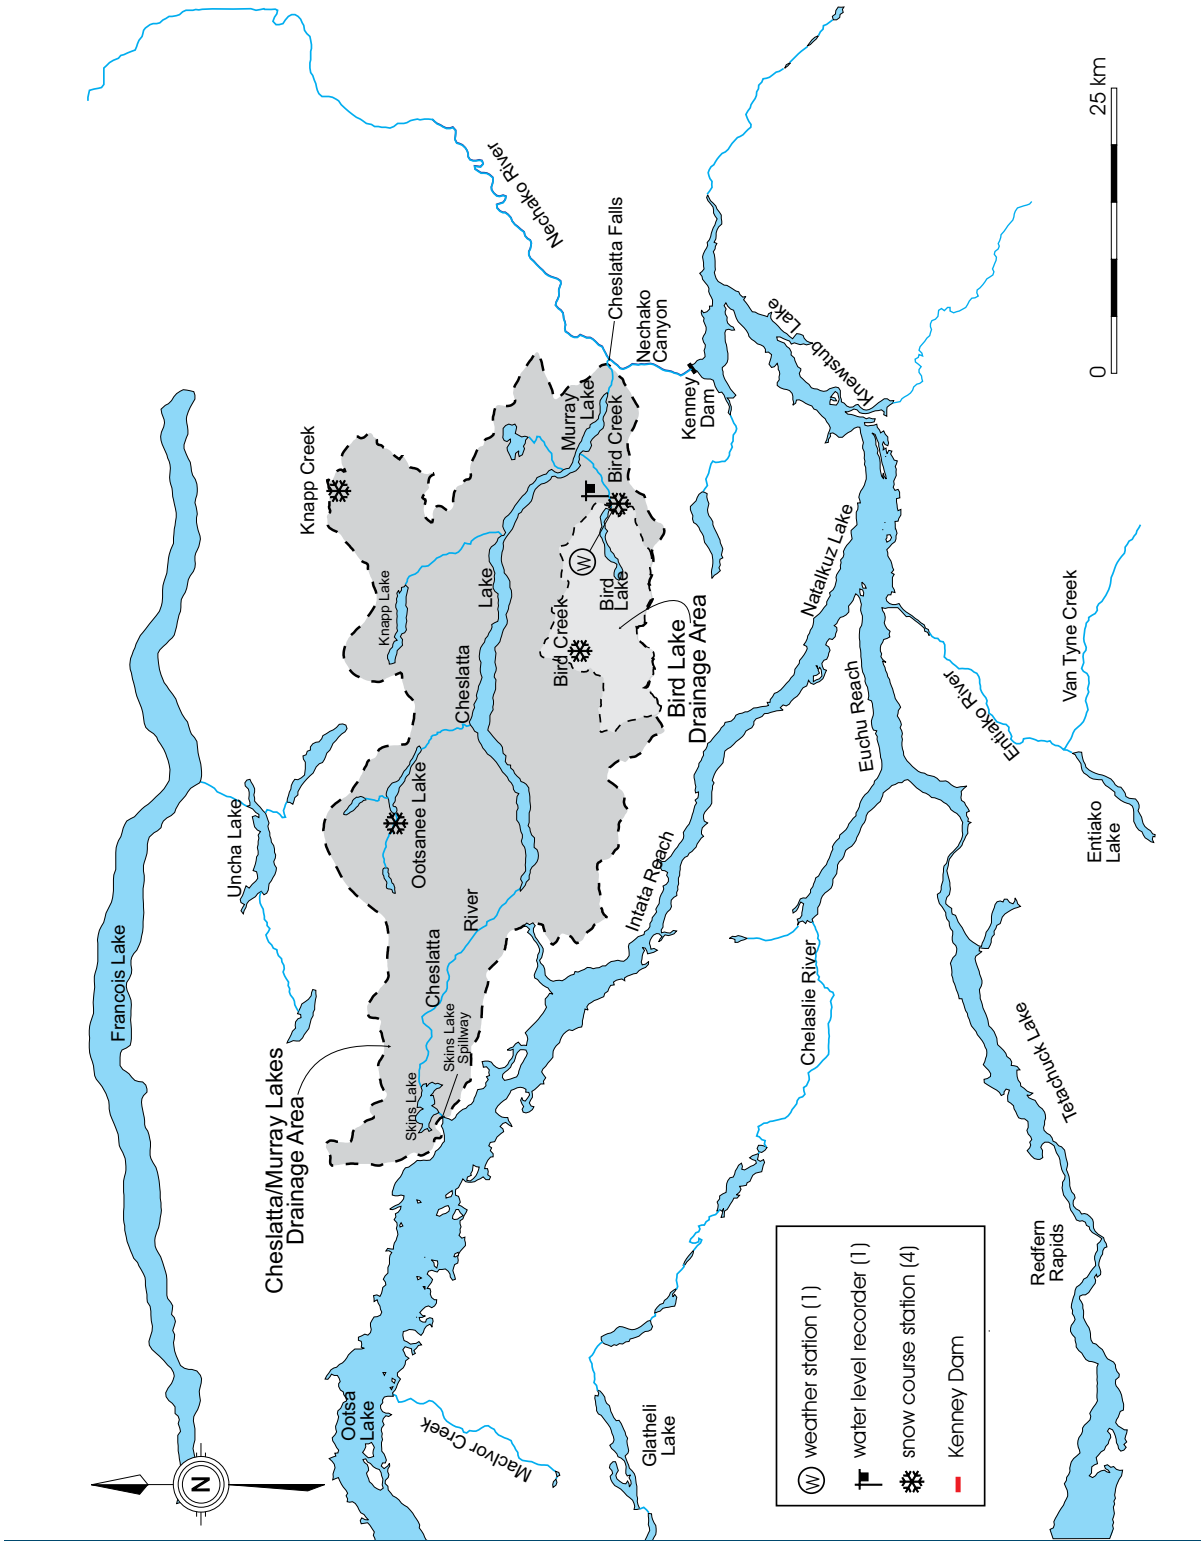 Francois Lake
Uncha Lake
Knapp Creek
Nechako River
Cheslatta/Murray Lakes
Drainage Area
Skins Lake
Skins Lake
Spillway
Cheslatta
River
Ootsanee Lake
Knapp Lake
Cheslatta
Lake
Murray
Lake
Bird Creek
Cheslatta Falls
Nechako
Canyon
Kenney
Dam
W
Bird
Lake
Bird Creek
Bird Lake
Drainage Area
Knewstub
Lake
Natalkuz Lake
Euchu Reach
Intata Reach
Entiako River
Van Tyne Creek
Entiako
Lake
Chelaslie River
Tetachuck Lake
Redfern
Rapids
Ootsa
Lake
MacIvor Creek
Glatheli
Lake
N
0
25 km
W weather station (1)
water level recorder (1)
snow course station (4)
Kenney Dam